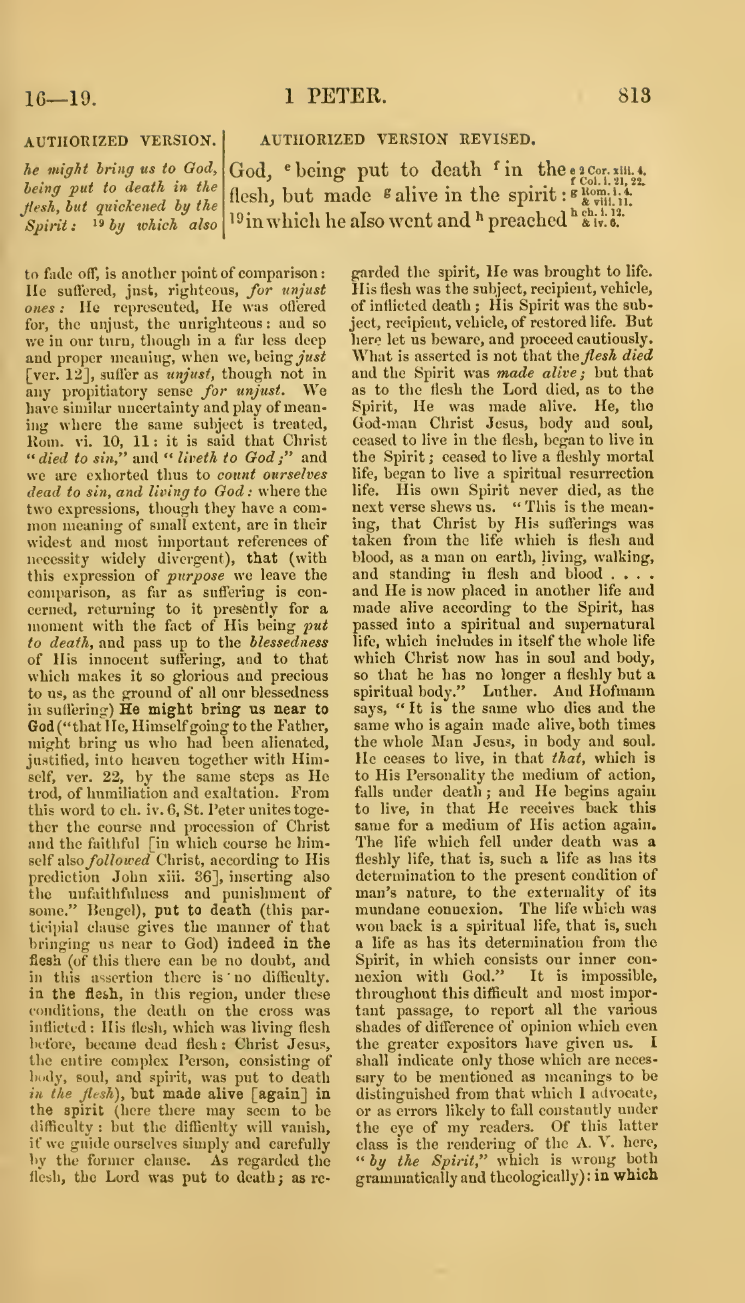 16—19.
1 PETER.
813
AUTHORIZED VERSION.
he might bring us to God,
being put to death in the
flesh, but quickened by the
Spirit: 19 by which also
AUTHORIZED VERSION REVISED.
God, e being put to death f in the
flesh, but made g alive in the spirit :
19 in which he also went and h preached
e 2 Cor. xiii. 4.
f Col. i. 21, 22.
g Rom. i. 4.
& viii. 11.
h ch. i. 12.
& iv. 6.
to fade off, is another point of comparison:
He suffered, just, righteous, for unjust
ones: He represented, He was offered
for, the unjust, the unrighteous: and so
we in our turn, though in a far less deep
and proper meaning, when we, being just
[ver. 12], suffer as unjust, though not in
any propitiatory sense for unjust. We
have similar uncertainty and play of mean-
ing where the same subject is treated,
Rom. vi. 10, 11: it is said that Christ
"died to sin," and "liveth to God;" and
we are exhorted thus to count ourselves
dead to sin, and living to God: where the
two expressions, though they have a com-
mon meaning of small extent, are in their
widest and most important references of
necessity widely divergent), that (with
this expression of purpose we leave the
comparison, as far as suffering is con-
cerned, returning to it presently for a
moment with the fact of His being put
to death, and pass up to the blessedness
of His innocent suffering, and to that
which makes it so glorious and precious
to us, as the ground of all our blessedness
in suffering) He might bring us near to
God ("that He, Himself going to the Father,
might bring us who had been alienated,
justified, into heaven together with Him-
self, ver. 22, by the same steps as He
trod, of humiliation and exaltation. From
this word to ch. iv. 6, St. Peter unites toge-
ther the course and procession of Christ
and the faithful [in which course he him-
self also followed Christ, according to His
prediction John xiii. 36], inserting also
the unfaithfulness and punishment of
some." Bengel), put to death (this par-
ticipial clause gives the manner of that
bringing us near to God) indeed in the
flesh (of this there can be no doubt, and
in this assertion there is no difficulty.
in the flesh, in this region, under these
conditions, the death on the cross was
inflicted: His flesh, which was living flesh
before, became dead flesh: Christ Jesus,
the entire complex Person, consisting of
body, soul, and spirit, was put to death
in the flesh), but made alive [again] in
the spirit (here there may seem to be
difficulty: but the difficulty will vanish,
if we guide ourselves simply and carefully
by the former clause. As regarded the
flesh, the Lord was put to death; as re-
garded the spirit, He was brought to life.
His flesh was the subject, recipient, vehicle,
of inflicted death; His Spirit was the sub-
ject, recipient, vehicle, of restored life. But
here let us beware, and proceed cautiously.
What is asserted is not that the flesh died
and the Spirit was made alive; but that
as to the flesh the Lord died, as to the
Spirit, He was made alive. He, the
God-man Christ Jesus, body and soul,
ceased to live in the flesh, began to live in
the Spirit; ceased to live a fleshly mortal
life, began to live a spiritual resurrection
life. His own Spirit never died, as the
next verse shews us. "This is the mean-
ing, that Christ by His sufferings was
taken from the life which is flesh and
blood, as a man on earth, living, walking,
and standing in flesh and blood . . . .
and He is now placed in another life and
made alive according to the Spirit, has
passed into a spiritual and supernatural
life, which includes in itself the whole life
which Christ now has in soul and body,
so that he has no longer a fleshly but a
spiritual body." Luther. And Hofmann
says, "It is the same who dies and the
same who is again made alive, both times
the whole Man Jesus, in body and soul.
He ceases to live, in that that, which is
to His Personality the medium of action,
falls under death; and He begins again
to live, in that He receives back this
same for a medium of His action again.
The life which fell under death was a
fleshly life, that is, such a life as has its
determination to the present condition of
man's nature, to the externality of its
mundane connexion. The life which was
won back is a spiritual life, that is, such
a life as has its determination from the
Spirit, in which consists our inner con-
nexion with God." It is impossible,
throughout this difficult and most impor-
tant passage, to report all the various
shades of difference of opinion which even
the greater expositors have given us. I
shall indicate only those which are neces-
sary to be mentioned as meanings to be
distinguished from that which I advocate,
or as errors likely to fall constantly under
the eye of my readers. Of this latter
class is the rendering of the A. V. here,
"by the Spirit," which is wrong both
grammatically and theologically): in which